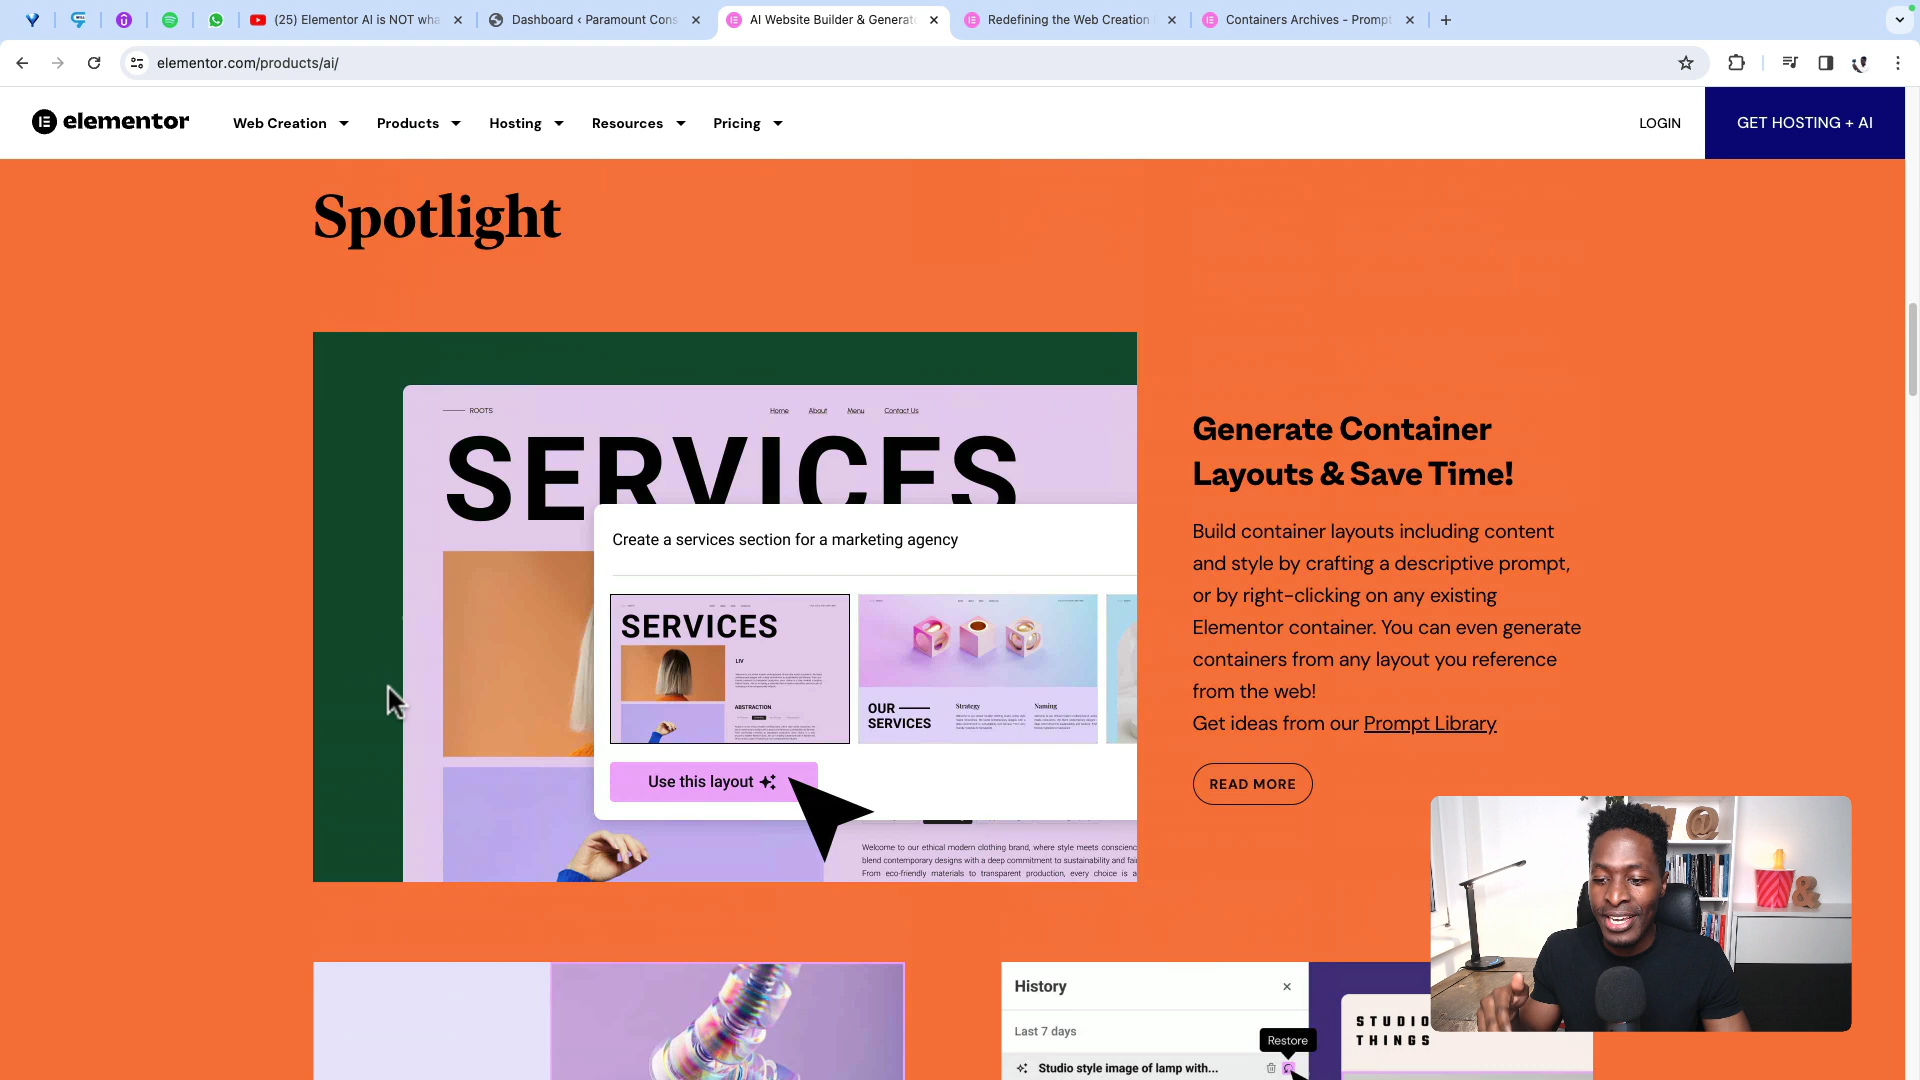 (25) Elementor AI is NOT wha
Dashboard ‹ Paramount Cons
AI Website Builder & Generat
Redefining the Web Creation
Containers Archives - Prompt
elementor.com/products/ai/
elementor
Web Creation
Products
Hosting
Resources
Pricing
LOGIN
GET HOSTING + AI
Spotlight
ROOTS
Home
About
Menu
Contact Us
SERVICES
Create a services section for a marketing agency
SERVICES
LIV
ABSTRACTION
OUR
SERVICES
Strategy
Naming
Use this layout
Welcome to our ethical modern clothing brand, where style meets conscienc
blend contemporary designs with a deep commitment to sustainability and fai
From eco-friendly materials to transparent production, every choice is a
Generate Container
Layouts & Save Time!
Build container layouts including content
and style by crafting a descriptive prompt,
or by right-clicking on any existing
Elementor container. You can even generate
containers from any layout you reference
from the web!
Get ideas from our Prompt Library
READ MORE
History
Last 7 days
Restore
Studio style image of lamp with...
STUDIO
THINGS